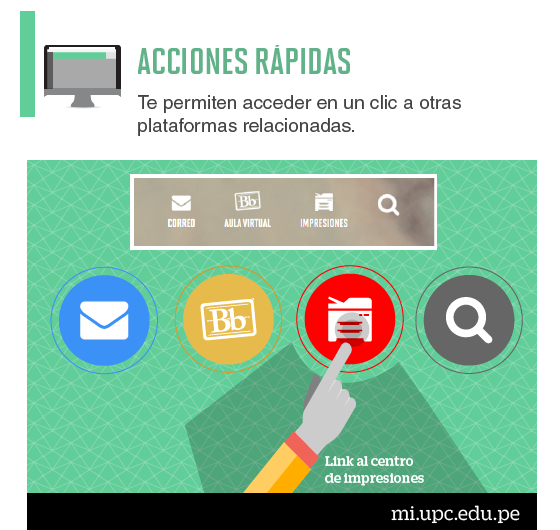 ACCIONES RÁPIDAS
Te permiten acceder en un clic a otras
plataformas relacionadas.
Bb
CORREO AULA VIRTUAL IMPRESIONES
Bb
Link al centro
de impresiones
mi.upc.edu.pe